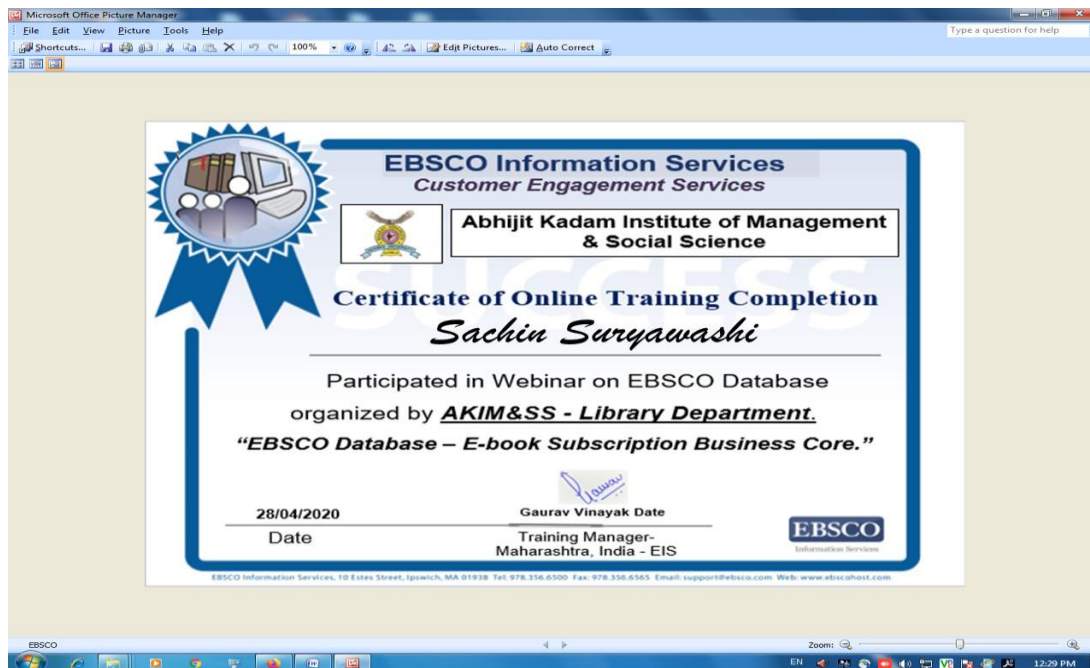 Microsoft Office Picture Manager
File Edit View Picture Tools Help
Type a question for help
Shortcuts... 100% Edit Pictures... Auto Correct
EBSCO Information Services
Customer Engagement Services
Abhijit Kadam Institute of Management
& Social Science
SUCCESS
Certificate of Online Training Completion
Sachin Suryawashi
Participated in Webinar on EBSCO Database
organized by AKIM&SS - Library Department.
“EBSCO Database – E-book Subscription Business Core.”
28/04/2020
Date
Gaurav Vinayak Date
Training Manager-
Maharashtra, India - EIS
EBSCO
Information Services
EBSCO Information Services, 10 Estes Street, Ipswich, MA 01938 Tel: 978.356.6500 Fax: 978.356.6565 Email: support@ebsco.com Web: www.ebscohost.com
EBSCO
Zoom:
EN
12:29 PM